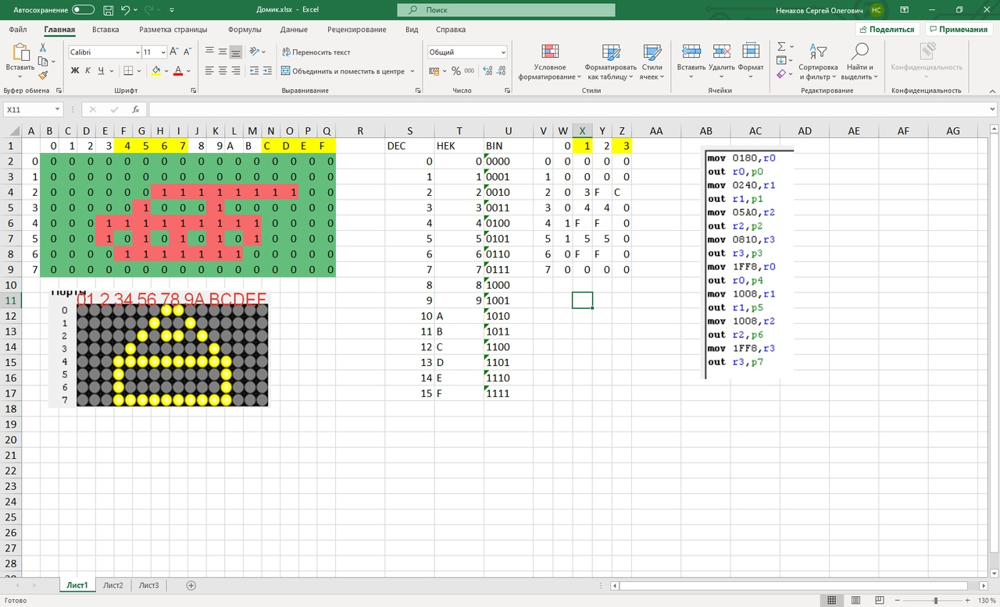 Автосохранение
Домик.xlsx - Excel
Поиск
Ненахов Сергей Олегович
НС
Файл Главная Вставка Разметка страницы Формулы Данные Рецензирование Вид Справка
Поделиться Примечания
Вставить
Буфер обмена
Calibri 11
Ж К Ч
Шрифт
Переносить текст
Объединить и поместить в центре
Выравнивание
Общий
Число
Условное форматирование
Форматировать как таблицу
Стили ячеек
Стили
Вставить Удалить Формат
Ячейки
Сортировка и фильтр
Найти и выделить
Редактирование
Конфиденциальность
Конфиденциальность
X11
A B C D E F G H I J K L M N O P Q R S T U V W X Y Z AA AB AC AD AE AF AG
1 0 1 2 3 4 5 6 7 8 9 A B C D E F DEC HEK BIN 0 1 2 3
2 0 0 0 0 0 0 0 0 0 0 0 0 0 0 0 0 0 0 0 0000 0 0 0 0 0
3 1 0 0 0 0 0 0 0 0 0 0 0 0 0 0 0 0 1 1 0001 1 0 0 0 0
4 2 0 0 0 0 0 0 1 1 1 1 1 1 1 1 0 0 2 2 0010 2 0 3 F C
5 3 0 0 0 0 0 1 0 0 0 1 0 0 0 0 0 0 3 3 0011 3 0 4 4 0
6 4 0 0 0 1 1 1 1 1 1 1 1 1 0 0 0 0 4 4 0100 4 1 F F 0
7 5 0 0 0 1 0 1 0 1 0 1 0 1 0 0 0 0 5 5 0101 5 1 5 5 0
8 6 0 0 0 0 1 1 1 1 1 1 1 0 0 0 0 0 6 6 0110 6 0 F F 0
9 7 0 0 0 0 0 0 0 0 0 0 0 0 0 0 0 0 7 7 0111 7 0 0 0 0
10 8 8 1000
11 9 9 1001
12 10 A 1010
13 11 B 1011
14 12 C 1100
15 13 D 1101
16 14 E 1110
17 15 F 1111
18
19
20
21
22
23
24
25
26
27
28
Порты
01 2 34 56 78 9A BCDEF
0
1
2
3
4
5
6
7
mov 0180,r0
out r0,p0
mov 0240,r1
out r1,p1
mov 05A0,r2
out r2,p2
mov 0810,r3
out r3,p3
mov 1FF8,r0
out r0,p4
mov 1008,r1
out r1,p5
mov 1008,r2
out r2,p6
mov 1FF8,r3
out r3,p7
Лист1 Лист2 Лист3
Готово
130 %